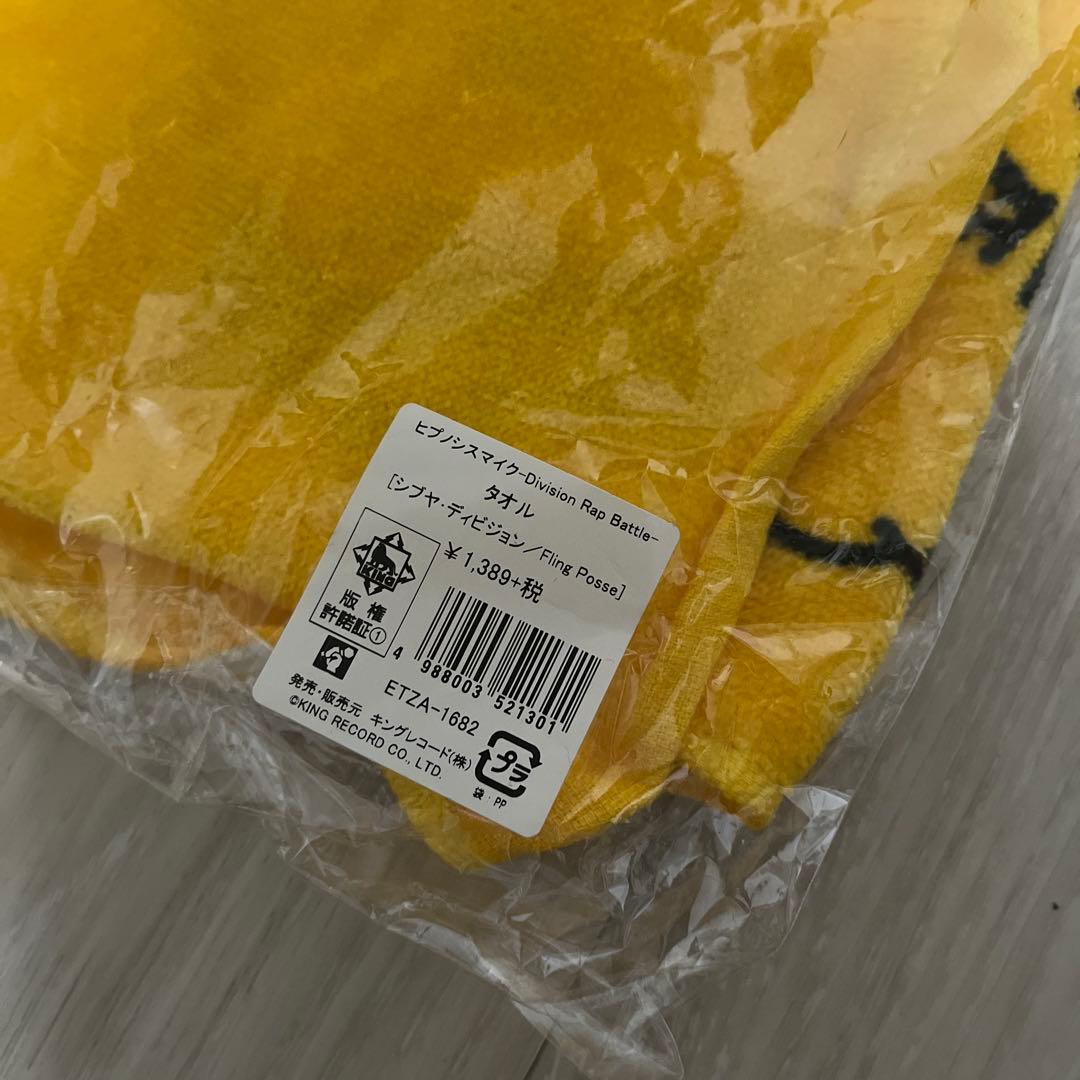 ヒプノシスマイク-Division Rap Battle-
タオル
[シブヤ・ディビジョン／Fling Posse]
¥1,389+税
KING
版権
許諾証①
4 988003 521301
ETZA-1682
発売・販売元 キングレコード(株)
©KING RECORD CO., LTD.
プラ
袋:PP